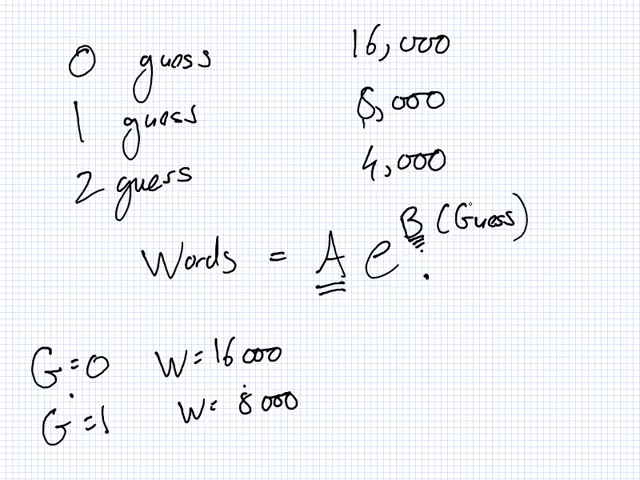 0 guess 16,000
1 guess 8,000
2 guess 4,000
Words = A e^B (Guess)
G=0 W=16000
G=1 W=8000